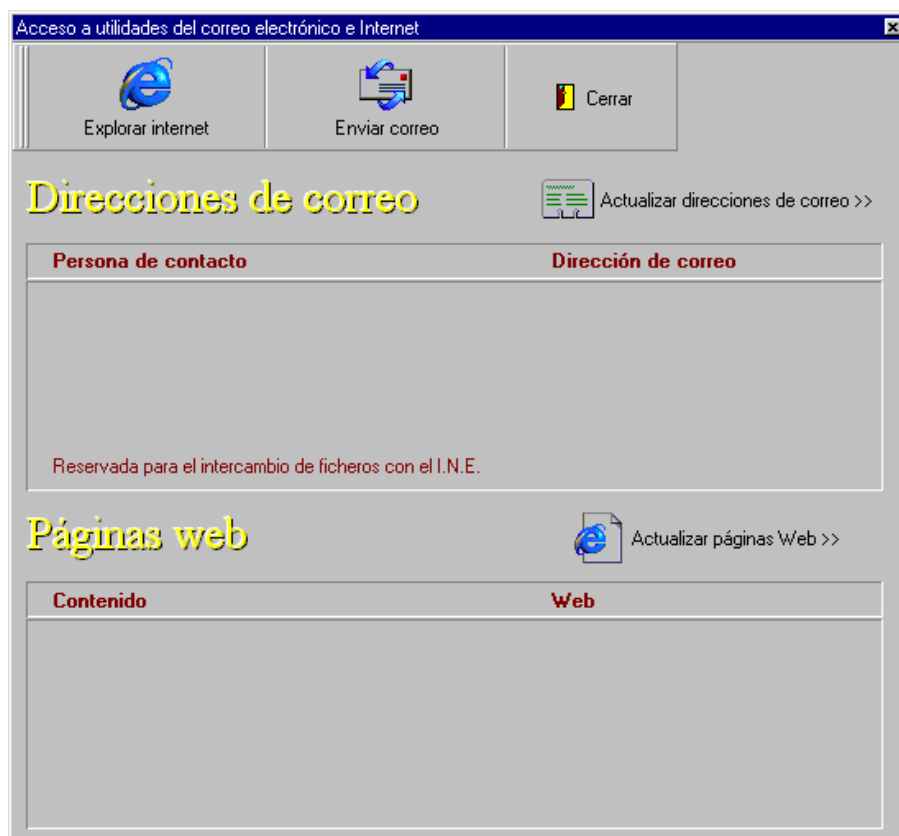 Acceso a utilidades del correo electrónico e Internet
Explorar internet
Enviar correo
Cerrar
Direcciones de correo
Actualizar direcciones de correo >>
Persona de contacto
Dirección de correo
Reservada para el intercambio de ficheros con el I.N.E.
Páginas web
Actualizar páginas Web >>
Contenido
Web